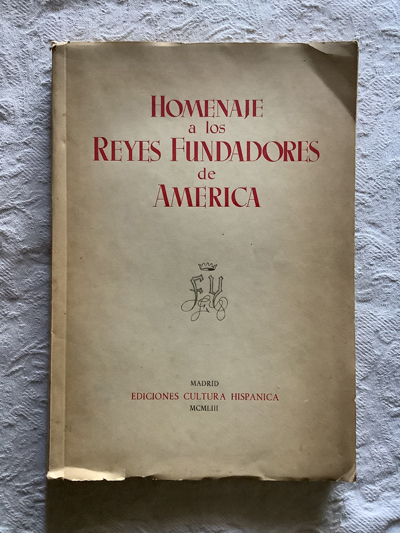 HOMENAJE
a los
REYES FUNDADORES
de
AMERICA
F Y
MADRID
EDICIONES CULTURA HISPANICA
MCMLIII